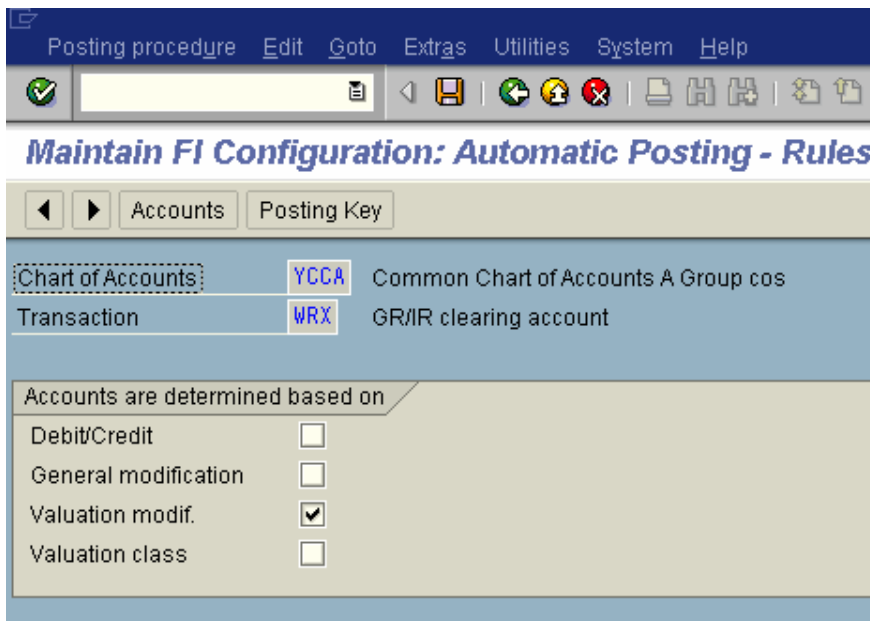 Posting procedure Edit Goto Extras Utilities System Help
Maintain FI Configuration: Automatic Posting - Rules
Accounts Posting Key
Chart of Accounts YCCA Common Chart of Accounts A Group cos
Transaction WRX GR/IR clearing account
Accounts are determined based on
Debit/Credit
General modification
Valuation modif.
Valuation class